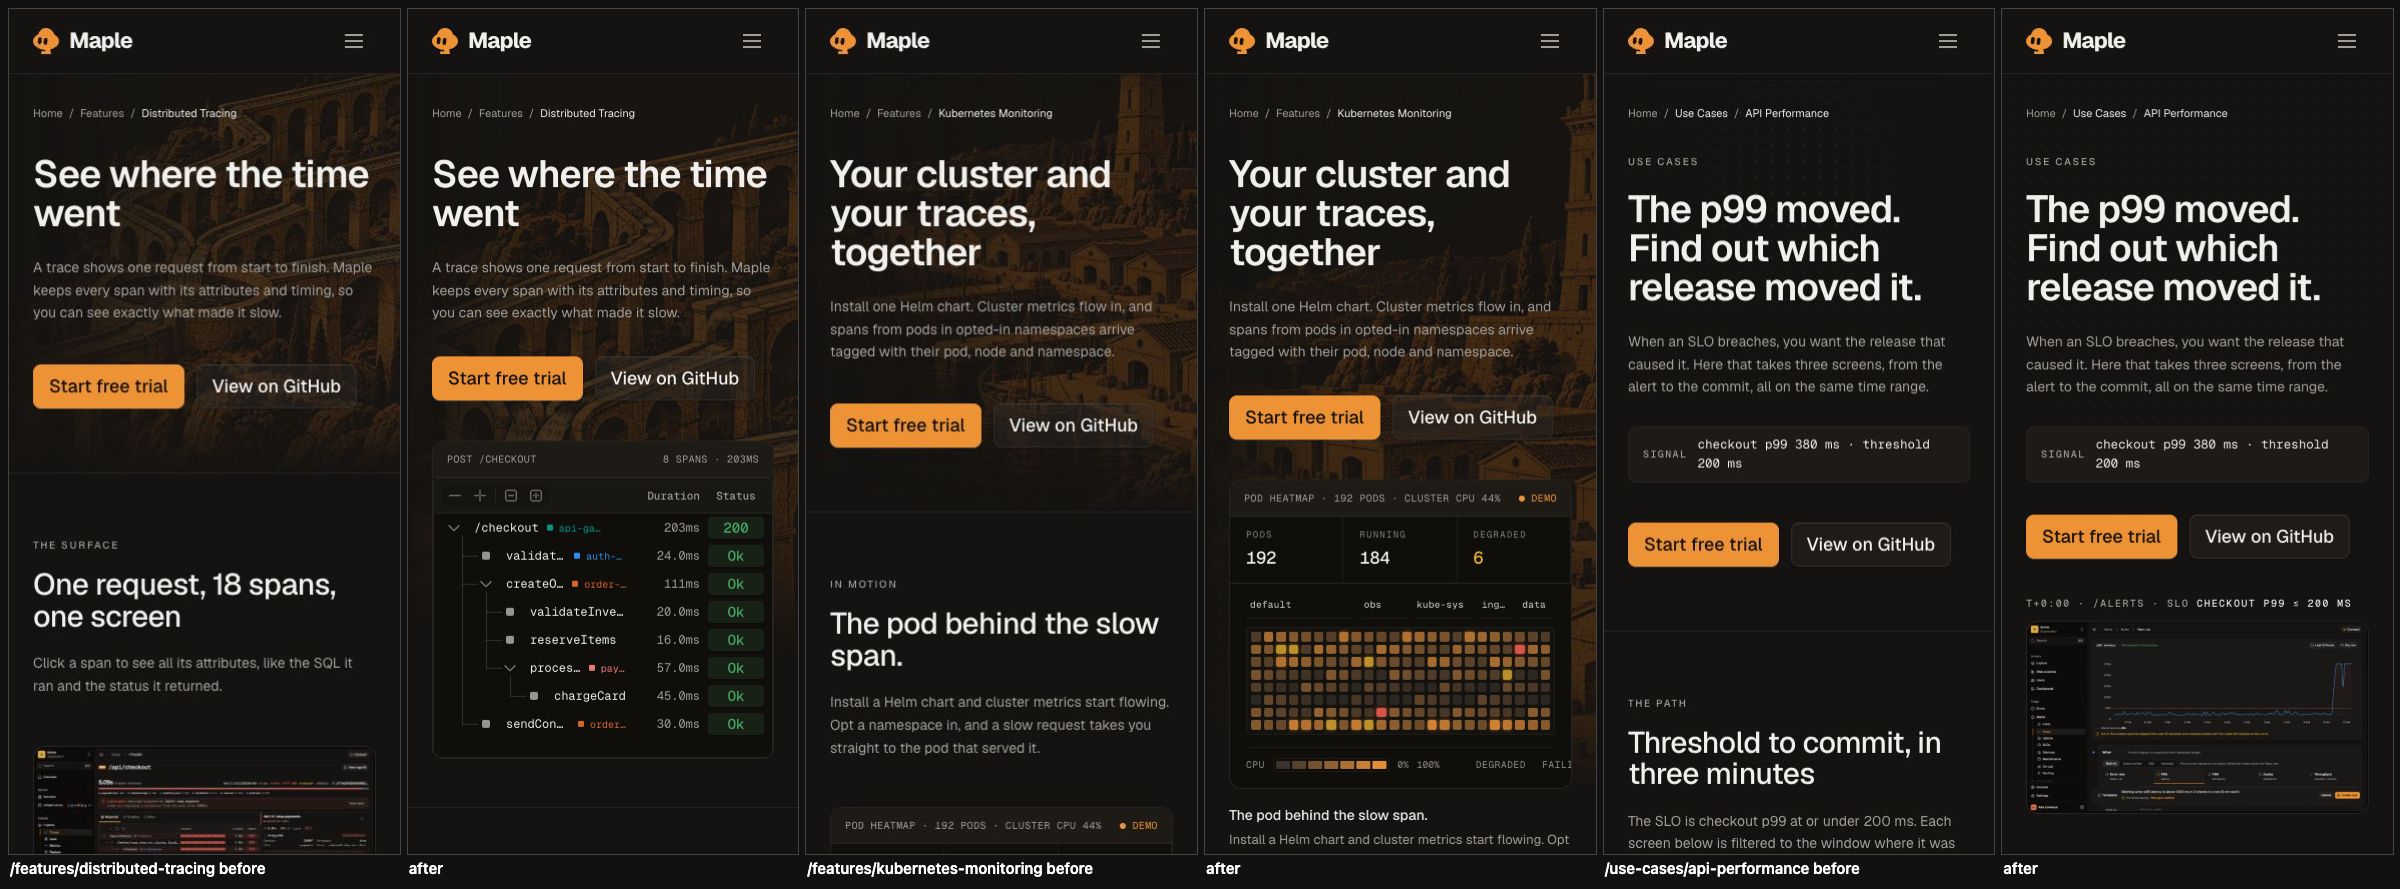 Maple
Home / Features / Distributed Tracing
See where the time
went
A trace shows one request from start to finish. Maple
keeps every span with its attributes and timing, so
you can see exactly what made it slow.
Start free trial
View on GitHub
THE SURFACE
One request, 18 spans,
one screen
Click a span to see all its attributes, like the SQL it
ran and the status it returned.
/features/distributed-tracing before
Maple
Home / Features / Distributed Tracing
See where the time
went
A trace shows one request from start to finish. Maple
keeps every span with its attributes and timing, so
you can see exactly what made it slow.
Start free trial
View on GitHub
POST /CHECKOUT 8 SPANS · 203MS
Duration Status
/checkout api-ga… 203ms 200
validat… auth-… 24.0ms Ok
createO… order-… 111ms Ok
validateInve… 20.0ms Ok
reserveItems 16.0ms Ok
proces… pay… 57.0ms Ok
chargeCard 45.0ms Ok
sendCon… order… 30.0ms Ok
after
Maple
Home / Features / Kubernetes Monitoring
Your cluster and
your traces,
together
Install one Helm chart. Cluster metrics flow in, and
spans from pods in opted-in namespaces arrive
tagged with their pod, node and namespace.
Start free trial
View on GitHub
IN MOTION
The pod behind the slow
span.
Install a Helm chart and cluster metrics start flowing.
Opt a namespace in, and a slow request takes you
straight to the pod that served it.
POD HEATMAP · 192 PODS · CLUSTER CPU 44% DEMO
/features/kubernetes-monitoring before
Maple
Home / Features / Kubernetes Monitoring
Your cluster and
your traces,
together
Install one Helm chart. Cluster metrics flow in, and
spans from pods in opted-in namespaces arrive
tagged with their pod, node and namespace.
Start free trial
View on GitHub
POD HEATMAP · 192 PODS · CLUSTER CPU 44% DEMO
PODS RUNNING DEGRADED
192 184 6
default obs kube-sys ing… data
CPU 0% 100% DEGRADED FAILI
The pod behind the slow span.
Install a Helm chart and cluster metrics start flowing. Opt
after
Maple
Home / Use Cases / API Performance
USE CASES
The p99 moved.
Find out which
release moved it.
When an SLO breaches, you want the release that
caused it. Here that takes three screens, from the
alert to the commit, all on the same time range.
SIGNAL checkout p99 380 ms · threshold
200 ms
Start free trial
View on GitHub
THE PATH
Threshold to commit, in
three minutes
The SLO is checkout p99 at or under 200 ms. Each
screen below is filtered to the window where it was
/use-cases/api-performance before
Maple
Home / Use Cases / API Performance
USE CASES
The p99 moved.
Find out which
release moved it.
When an SLO breaches, you want the release that
caused it. Here that takes three screens, from the
alert to the commit, all on the same time range.
SIGNAL checkout p99 380 ms · threshold
200 ms
Start free trial
View on GitHub
T+0:00 · /ALERTS · SLO CHECKOUT P99 ≤ 200 MS
after